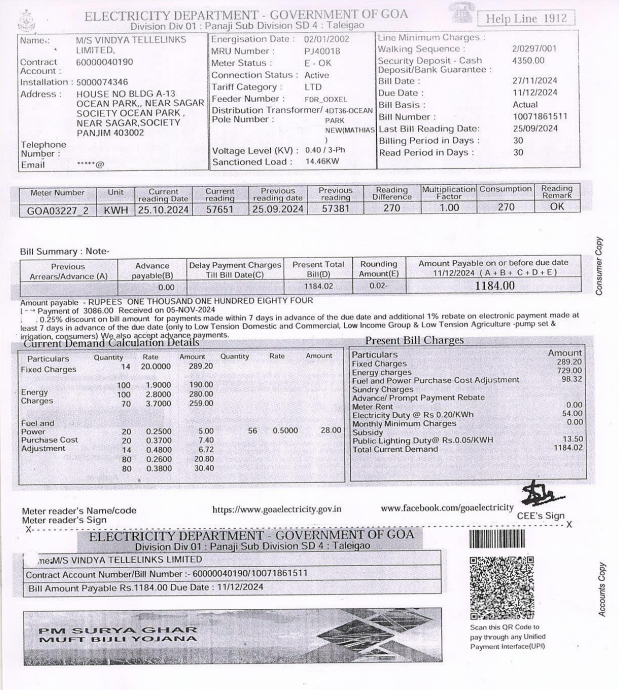 ELECTRICITY DEPARTMENT - GOVERNMENT OF GOA
Division Div 01 : Panaji Sub Division SD 4 : Taleigao
Help Line 1912
Name: M/S VINDYA TELLELINKS LIMITED,
Contract Account : 60000040190
Installation : 5000074346
Address : HOUSE NO BLDG A-13
OCEAN PARK,, NEAR SAGAR
SOCIETY OCEAN PARK ,
NEAR SAGAR,SOCIETY
PANJIM 403002
Telephone Number :
Email *****@
Energisation Date : 02/01/2002
MRU Number : PJ4001B
Meter Status : E - OK
Connection Status : Active
Tariff Category : LTD
Feeder Number : FDR_ODXEL
Distribution Transformer/ Pole Number : 4DT36-OCEAN PARK NEW(MATHIAS )
Voltage Level (KV) : 0.40 / 3-Ph
Sanctioned Load : 14.46KW
Line Minimum Charges :
Walking Sequence : 2/0297/001
Security Deposit - Cash Deposit/Bank Guarantee : 4350.00
Bill Date : 27/11/2024
Due Date : 11/12/2024
Bill Basis : Actual
Bill Number : 10071861511
Last Bill Reading Date: 25/09/2024
Billing Period in Days : 30
Read Period in Days : 30
Meter Number Unit Current reading Date Current reading Previous reading date Previous reading Reading Difference Multiplication Factor Consumption Reading Remark
GOA03227_2 KWH 25.10.2024 57651 25.09.2024 57381 270 1.00 270 OK
Bill Summary : Note-
Previous Arrears/Advance (A) Advance payable(B) Delay Payment Charges Till Bill Date(C) Present Total Bill(D) Rounding Amount(E) Amount Payable on or before due date 11/12/2024 ( A + B + C + D + E )
0.00 1184.02 0.02- 1184.00
Amount payable - RUPEES ONE THOUSAND ONE HUNDRED EIGHTY FOUR
Payment of 3086.00 Received on 05-NOV-2024
0.25% discount on bill amount for payments made within 7 days in advance of the due date and additional 1% rebate on electronic payment made at
least 7 days in advance of the due date (only to Low Tension Domestic and Commercial, Low Income Group & Low Tension Agriculture -pump set &
irrigation, consumers) We also accept advance payments.
Current Demand Calculation Details
Particulars Quantity Rate Amount Quantity Rate Amount
Fixed Charges 14 20.0000 289.20
Energy Charges
100 1.9000 190.00
100 2.8000 280.00
70 3.7000 259.00
Fuel and Power Purchase Cost Adjustment
20 0.2500 5.00 56 0.5000 28.00
20 0.3700 7.40
14 0.4800 6.72
80 0.2600 20.80
80 0.3800 30.40
Present Bill Charges
Particulars Amount
Fixed Charges 289.20
Energy charges 729.00
Fuel and Power Purchase Cost Adjustment 98.32
Sundry Charges
Advance/ Prompt Payment Rebate
Meter Rent 0.00
Electricity Duty @ Rs 0.20/KWH 54.00
Monthly Minimum Charges 0.00
Subsidy
Public Lighting Duty@ Rs.0.05/KWH 13.50
Total Current Demand 1184.02
Consumer Copy
Meter reader's Name/code
Meter reader's Sign
https://www.goaelectricity.gov.in
www.facebook.com/goaelectricity
CEE's Sign
X- -X
ELECTRICITY DEPARTMENT - GOVERNMENT OF GOA
Division Div 01 : Panaji Sub Division SD 4 : Taleigao
me:M/S VINDYA TELLELINKS LIMITED
Contract Account Number/Bill Number :- 60000040190/10071861511
Bill Amount Payable Rs.1184.00 Due Date : 11/12/2024
PM SURYA GHAR
MUFT BIJLI YOJANA
Scan this QR Code to
pay through any Unified
Payment Interface(UPI)
Accounts Copy